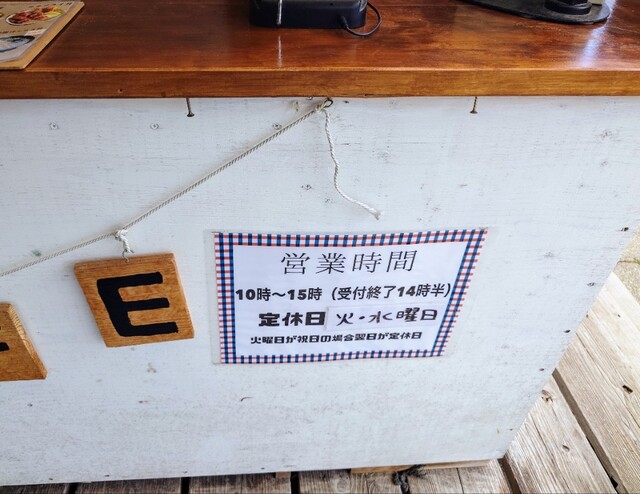 営業時間
10時～15時（受付終了14時半）
定休日 火・水曜日
火曜日が祝日の場合翌日が定休日
E